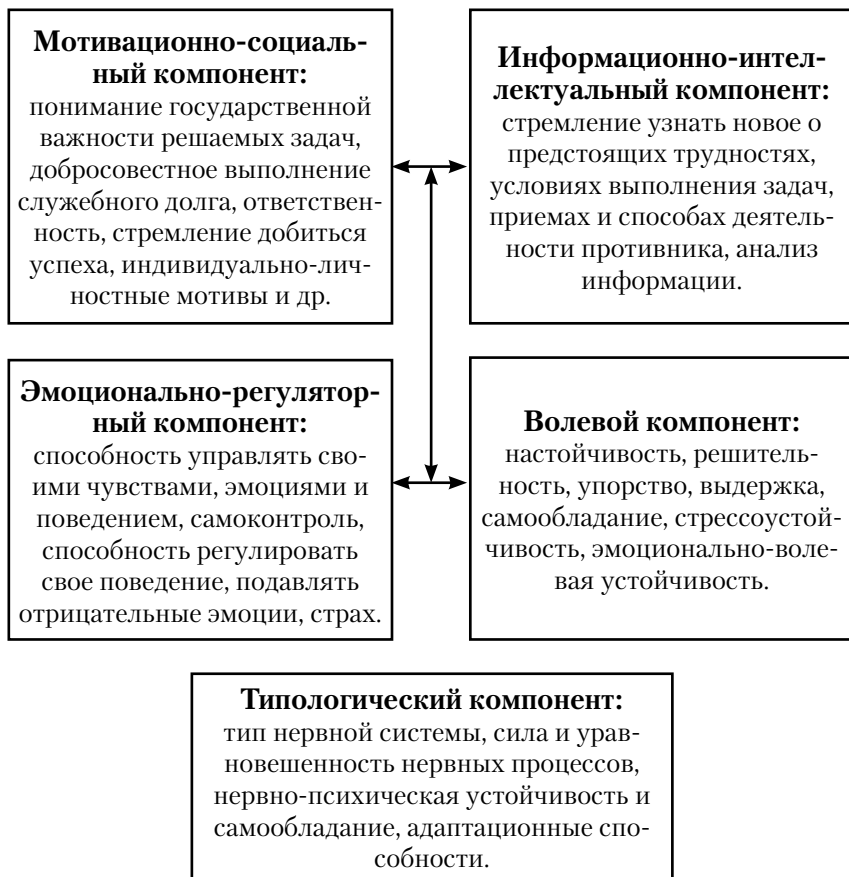 Мотивационно-социаль-
ный компонент:
понимание государственной
важности решаемых задач,
добросовестное выполнение
служебного долга, ответствен-
ность, стремление добиться
успеха, индивидуально-лич-
ностные мотивы и др.
Информационно-интел-
лектуальный компонент:
стремление узнать новое о
предстоящих трудностях,
условиях выполнения задач,
приемах и способах деятель-
ности противника, анализ
информации.
Эмоционально-регулятор-
ный компонент:
способность управлять сво-
ими чувствами, эмоциями и
поведением, самоконтроль,
способность регулировать
свое поведение, подавлять
отрицательные эмоции, страх.
Волевой компонент:
настойчивость, решитель-
ность, упорство, выдержка,
самообладание, стрессоустой-
чивость, эмоционально-воле-
вая устойчивость.
Типологический компонент:
тип нервной системы, сила и урав-
новешенность нервных процессов,
нервно-психическая устойчивость и
самообладание, адаптационные спо-
собности.